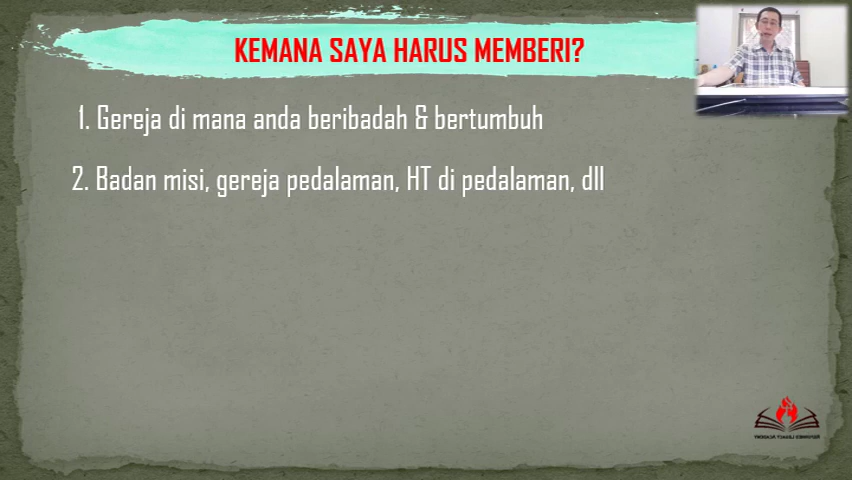 KEMANA SAYA HARUS MEMBERI?
1. Gereja di mana anda beribadah & bertumbuh
2. Badan misi, gereja pedalaman, HT di pedalaman, dll